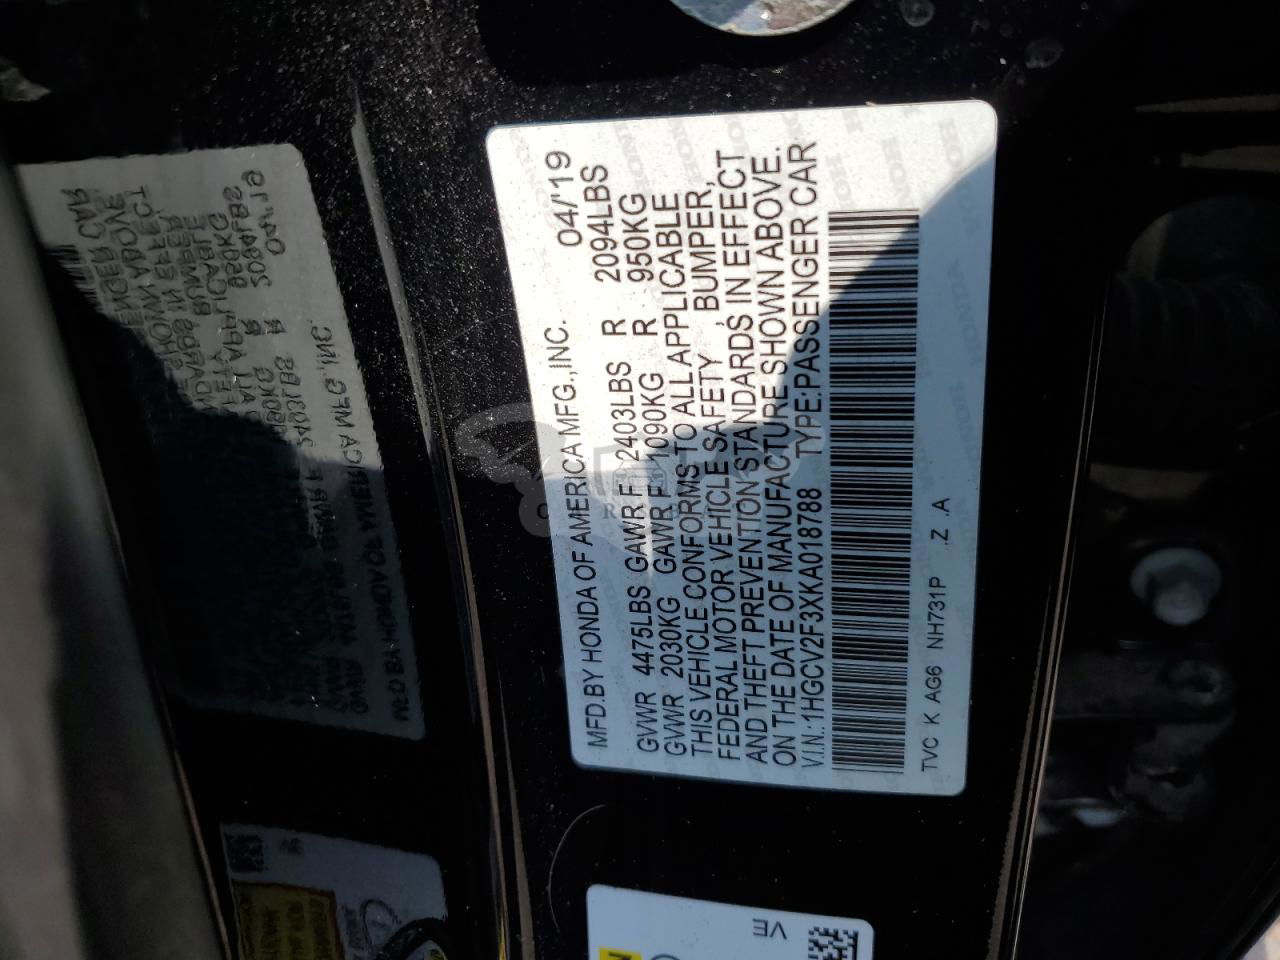 MFD.BY HONDA OF AMERICA MFG.,INC. 04/'19
GVWR 4475LBS GAWR F 2403LBS R 2094LBS
GVWR 2030KG GAWR F 1090KG R 950KG
THIS VEHICLE CONFORMS TO ALL APPLICABLE
FEDERAL MOTOR VEHICLE SAFETY , BUMPER,
AND THEFT PREVENTION STANDARDS IN EFFECT
ON THE DATE OF MANUFACTURE SHOWN ABOVE.
V.I.N.:1HGCV2F3XKA018788 TYPE:PASSENGER CAR
TVC K AG6 NH731P .Z .A
VE